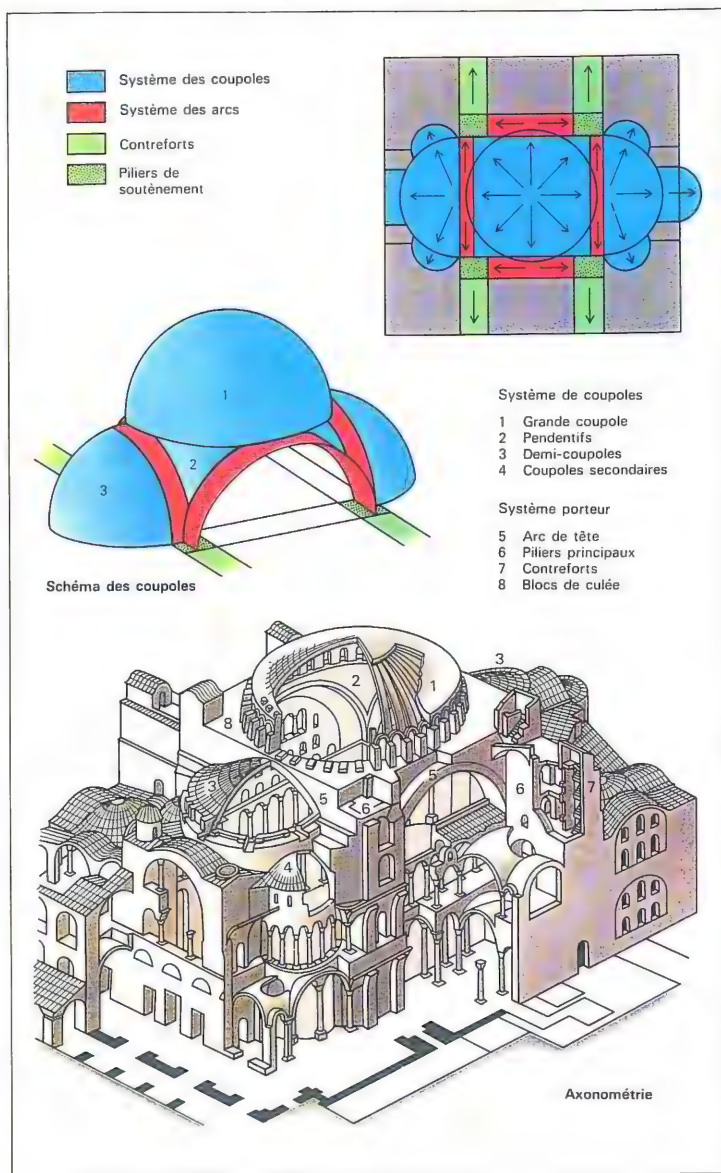 Système des coupoles
Système des arcs
Contreforts
Piliers de
soutènement
1
2
3
Schéma des coupoles
Système de coupoles
1 Grande coupole
2 Pendentifs
3 Demi-coupoles
4 Coupoles secondaires
Système porteur
5 Arc de tête
6 Piliers principaux
7 Contreforts
8 Blocs de culée
3
2
1
8
5
6
7
3
5
6
4
Axonométrie